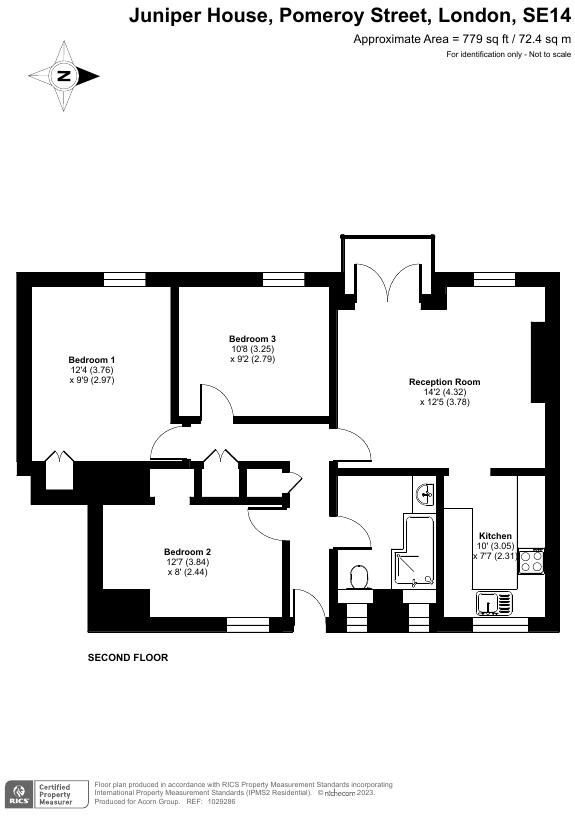 Juniper House, Pomeroy Street, London, SE14
Approximate Area = 779 sq ft / 72.4 sq m
For identification only - Not to scale
N
Bedroom 3
10'8 (3.25)
x 9'2 (2.79)
Bedroom 1
12'4 (3.76)
x 9'9 (2.97)
Reception Room
14'2 (4.32)
x 12'5 (3.78)
Kitchen
10' (3.05)
x 7'7 (2.31)
Bedroom 2
12'7 (3.84)
x 8' (2.44)
SECOND FLOOR
RICS
Certified
Property
Measurer
Floor plan produced in accordance with RICS Property Measurement Standards incorporating
International Property Measurement Standards (IPMS2 Residential). © nichecom 2023.
Produced for Acorn Group. REF: 1029286